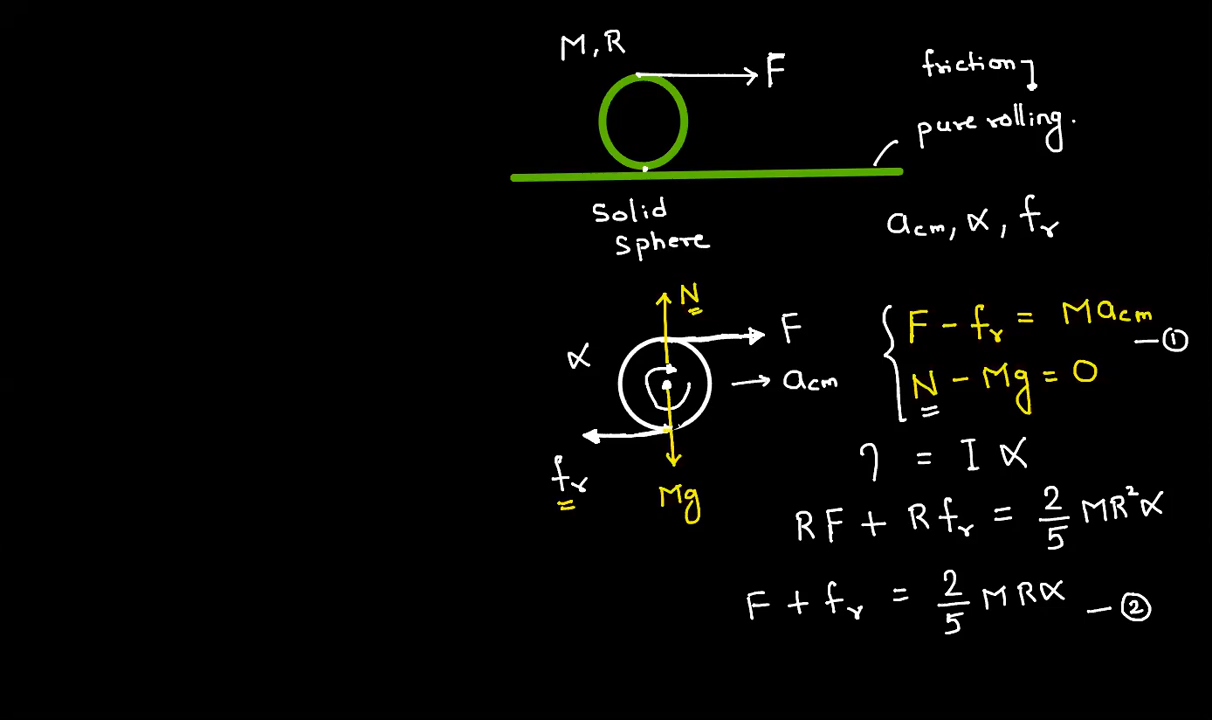 M, R
F
friction
pure rolling.
Solid
Sphere
acm, α, fr
N
F
α
acm
fr
Mg
F - fr = Macm —①
N - Mg = 0
τ = I α
RF + Rfr = 2/5 MR²α
F + fr = 2/5 MRα —②